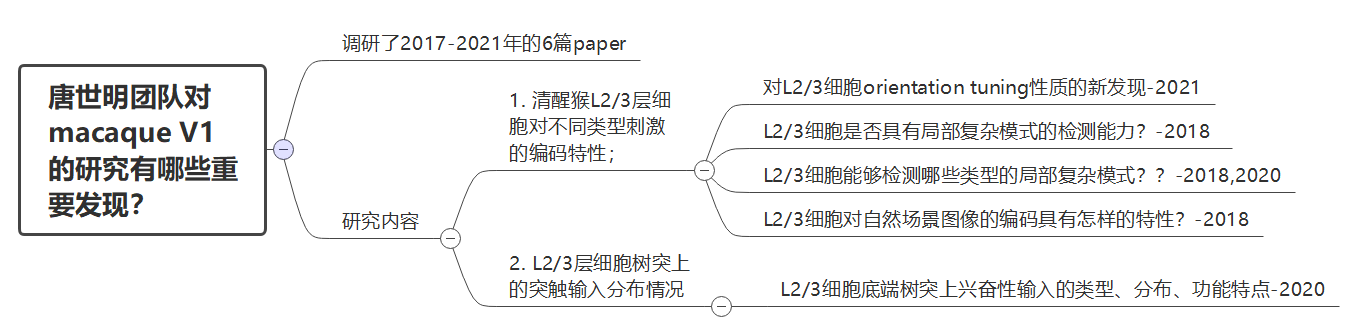 唐世明团队对
macaque V1
的研究有哪些重
要发现？
调研了2017-2021年的6篇paper
研究内容
1. 清醒猴L2/3层细
胞对不同类型刺激
的编码特性；
对L2/3细胞orientation tuning性质的新发现-2021
L2/3细胞是否具有局部复杂模式的检测能力？-2018
L2/3细胞能够检测哪些类型的局部复杂模式？？-2018,2020
L2/3细胞对自然场景图像的编码具有怎样的特性？-2018
2. L2/3层细胞树突上
的突触输入分布情况
L2/3细胞底端树突上兴奋性输入的类型、分布、功能特点-2020